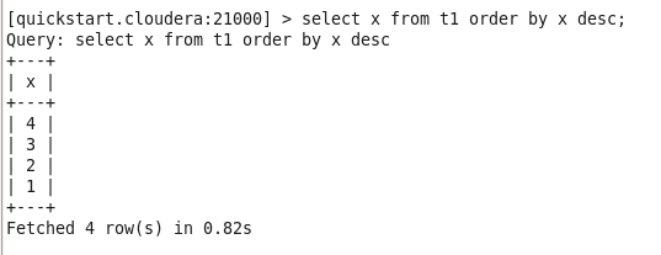 [quickstart.cloudera:21000] > select x from t1 order by x desc;
Query: select x from t1 order by x desc
+---+
| x |
+---+
| 4 |
| 3 |
| 2 |
| 1 |
+---+
Fetched 4 row(s) in 0.82s